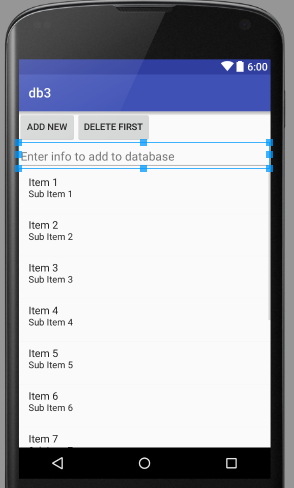 6:00
db3
ADD NEW DELETE FIRST
Enter info to add to database
Item 1
Sub Item 1
Item 2
Sub Item 2
Item 3
Sub Item 3
Item 4
Sub Item 4
Item 5
Sub Item 5
Item 6
Sub Item 6
Item 7